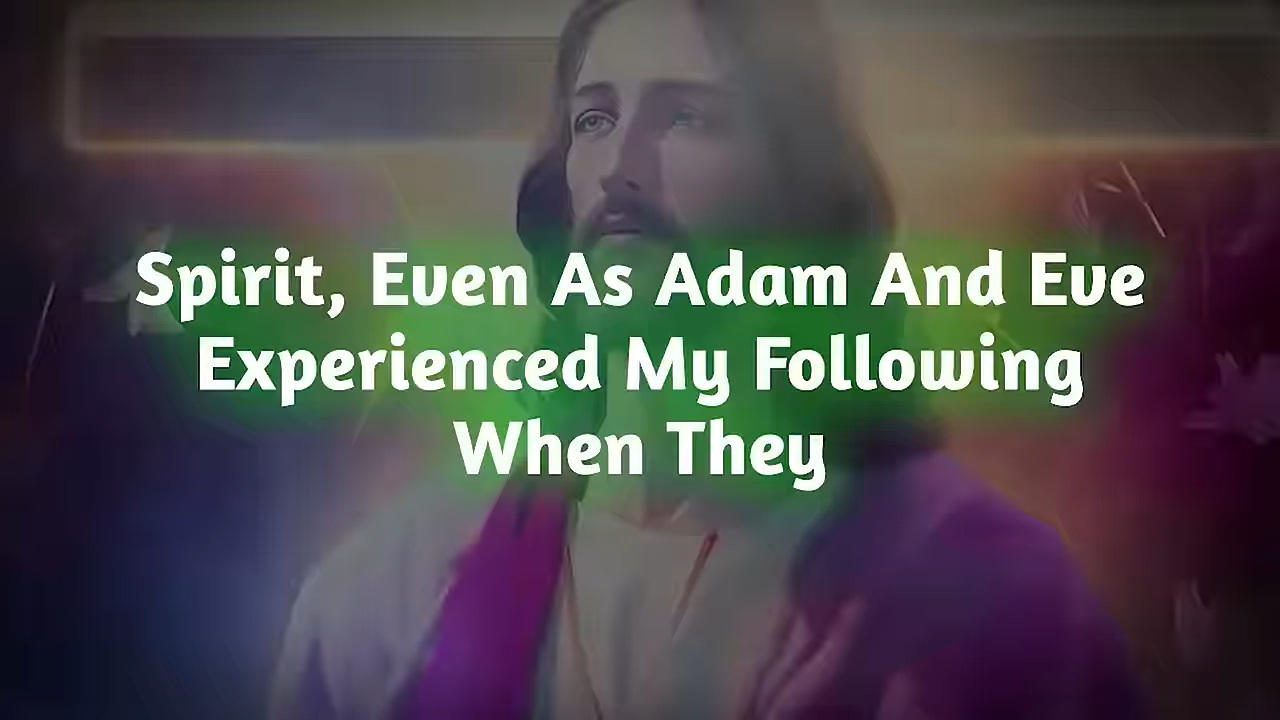 Spirit, Even As Adam And Eve
Experienced My Following
When They